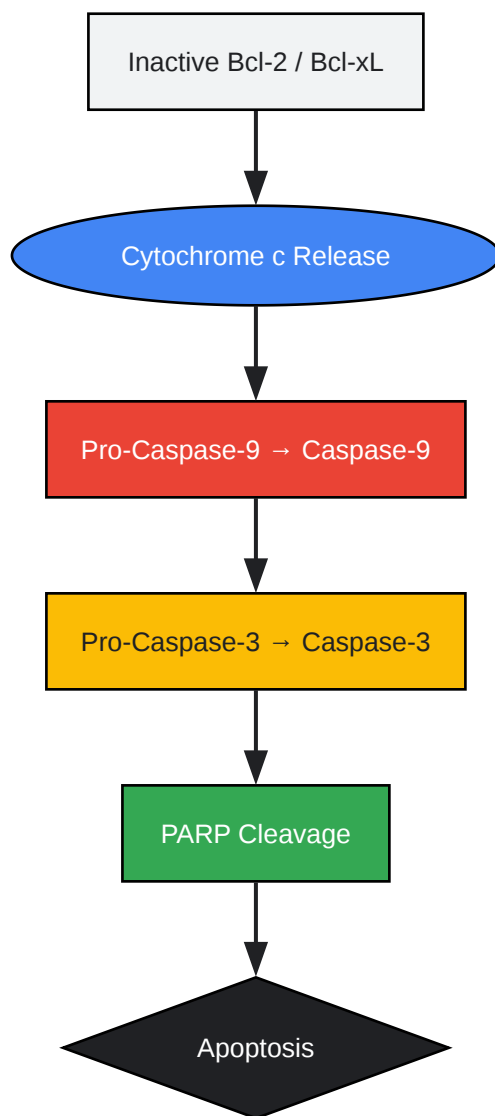 Inactive Bcl-2 / Bcl-xL
Cytochrome c Release
Pro-Caspase-9 → Caspase-9
Pro-Caspase-3 → Caspase-3
PARP Cleavage
Apoptosis